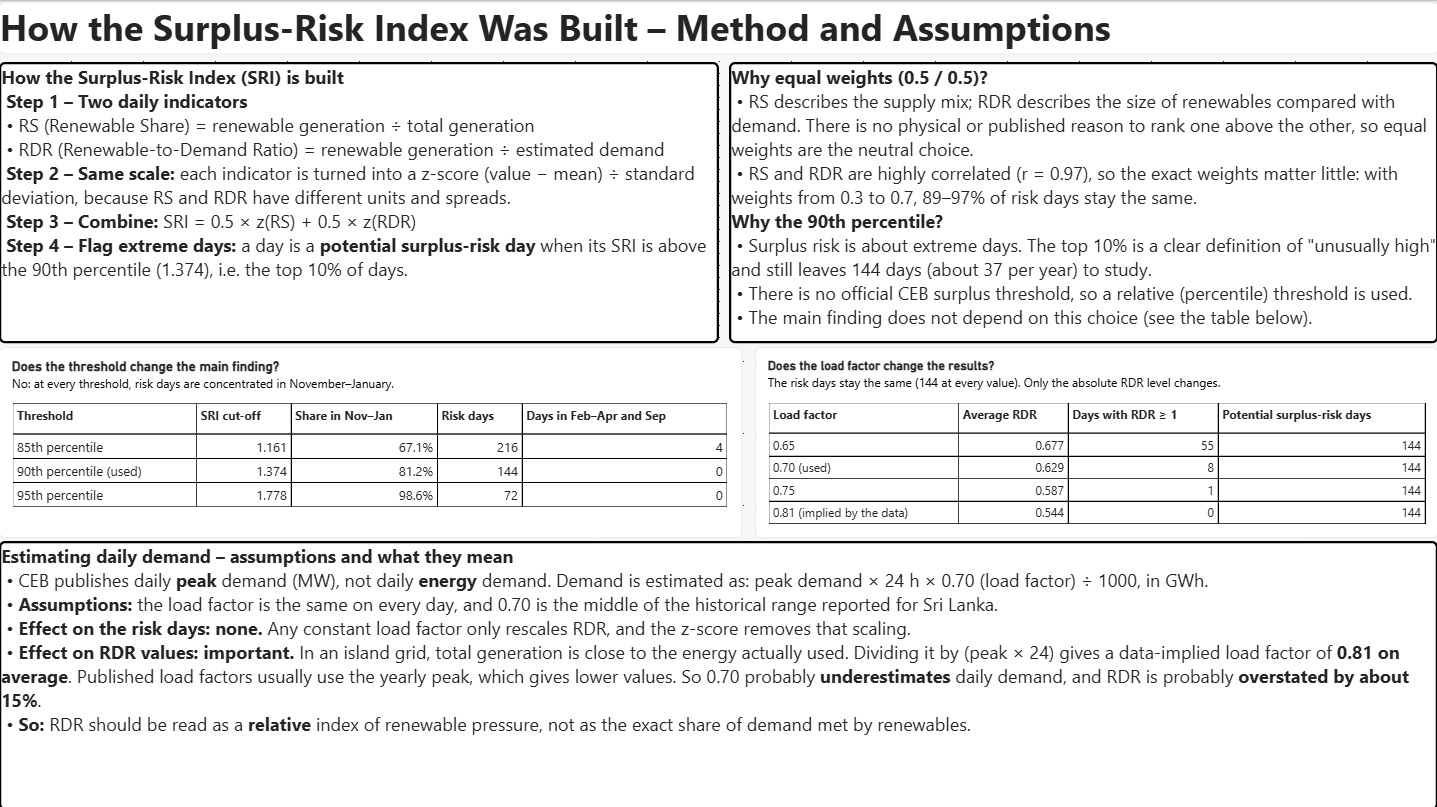 How the Surplus-Risk Index Was Built – Method and Assumptions
How the Surplus-Risk Index (SRI) is built
Step 1 – Two daily indicators
• RS (Renewable Share) = renewable generation ÷ total generation
• RDR (Renewable-to-Demand Ratio) = renewable generation ÷ estimated demand
Step 2 – Same scale: each indicator is turned into a z-score (value − mean) ÷ standard
deviation, because RS and RDR have different units and spreads.
Step 3 – Combine: SRI = 0.5 × z(RS) + 0.5 × z(RDR)
Step 4 – Flag extreme days: a day is a potential surplus-risk day when its SRI is above
the 90th percentile (1.374), i.e. the top 10% of days.
Why equal weights (0.5 / 0.5)?
• RS describes the supply mix; RDR describes the size of renewables compared with
demand. There is no physical or published reason to rank one above the other, so equal
weights are the neutral choice.
• RS and RDR are highly correlated (r = 0.97), so the exact weights matter little: with
weights from 0.3 to 0.7, 89–97% of risk days stay the same.
Why the 90th percentile?
• Surplus risk is about extreme days. The top 10% is a clear definition of "unusually high"
and still leaves 144 days (about 37 per year) to study.
• There is no official CEB surplus threshold, so a relative (percentile) threshold is used.
• The main finding does not depend on this choice (see the table below).
Does the threshold change the main finding?
No: at every threshold, risk days are concentrated in November–January.
Threshold SRI cut-off Share in Nov–Jan Risk days Days in Feb–Apr and Sep
85th percentile 1.161 67.1% 216 4
90th percentile (used) 1.374 81.2% 144 0
95th percentile 1.778 98.6% 72 0
Does the load factor change the results?
The risk days stay the same (144 at every value). Only the absolute RDR level changes.
Load factor Average RDR Days with RDR ≥ 1 Potential surplus-risk days
0.65 0.677 55 144
0.70 (used) 0.629 8 144
0.75 0.587 1 144
0.81 (implied by the data) 0.544 0 144
Estimating daily demand – assumptions and what they mean
• CEB publishes daily peak demand (MW), not daily energy demand. Demand is estimated as: peak demand × 24 h × 0.70 (load factor) ÷ 1000, in GWh.
• Assumptions: the load factor is the same on every day, and 0.70 is the middle of the historical range reported for Sri Lanka.
• Effect on the risk days: none. Any constant load factor only rescales RDR, and the z-score removes that scaling.
• Effect on RDR values: important. In an island grid, total generation is close to the energy actually used. Dividing it by (peak × 24) gives a data-implied load factor of 0.81 on
average. Published load factors usually use the yearly peak, which gives lower values. So 0.70 probably underestimates daily demand, and RDR is probably overstated by about
15%.
• So: RDR should be read as a relative index of renewable pressure, not as the exact share of demand met by renewables.